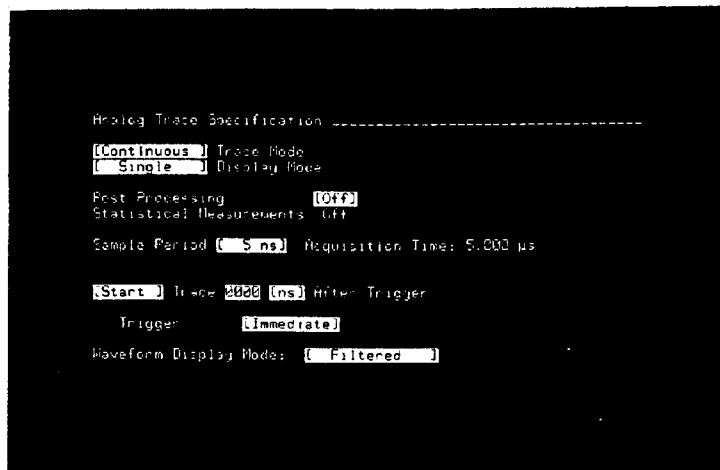 Analog Trace Specification
[Continuous ] Trace Mode
[ Single ] Display Mode
Post Processing [Off]
Statistical Measurements Off
Sample Period [ 5 ns] Acquisition Time: 5.000 µs
[Start ] Trace 0000 [ns] After Trigger
Trigger [Immediate]
Waveform Display Mode: [ Filtered ]